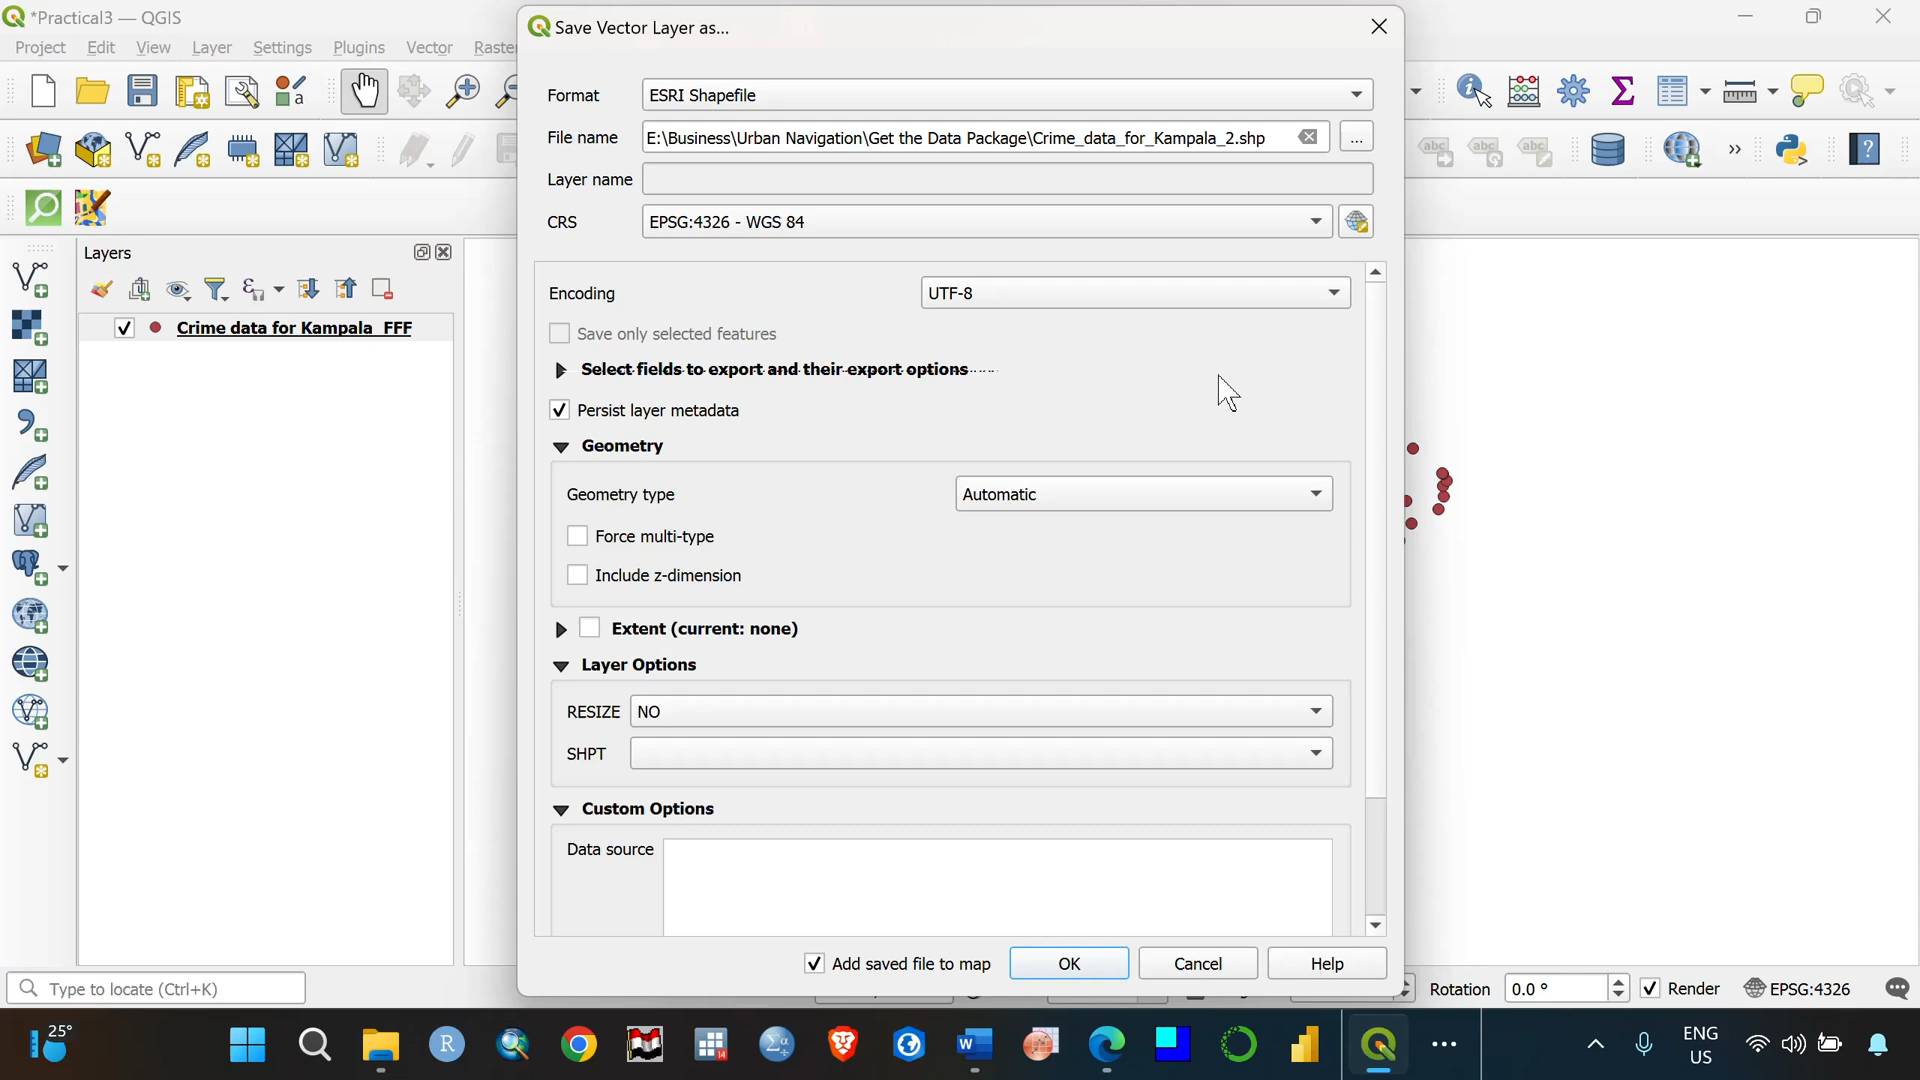 *Practical3 — QGIS
Save Vector Layer as...
Project Edit View Layer Settings Plugins Vector Raster
Format ESRI Shapefile
File name E:\Business\Urban Navigation\Get the Data Package\Crime_data_for_Kampala_2.shp ...
Layer name
CRS EPSG:4326 - WGS 84
Layers
Crime data for Kampala FFF
Encoding UTF-8
Save only selected features
Select fields to export and their export options
Persist layer metadata
Geometry
Geometry type Automatic
Force multi-type
Include z-dimension
Extent (current: none)
Layer Options
RESIZE NO
SHPT
Custom Options
Data source
Add saved file to map OK Cancel Help
Type to locate (Ctrl+K) Rotation 0.0 ° Render EPSG:4326
25°
ENG
US